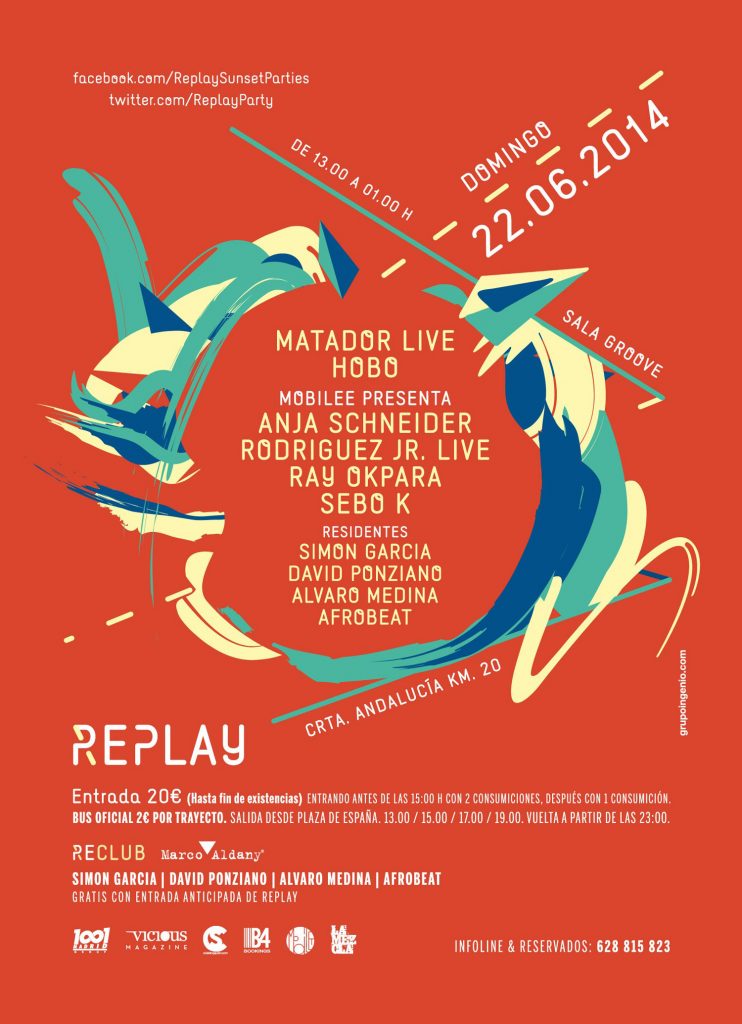 facebook.com/ReplaySunsetParties
twitter.com/ReplayParty
DE 13.00 A 01.00 H
DOMINGO
22.06.2014
SALA GROOVE
MATADOR LIVE
HOBO
MOBILEE PRESENTA
ANJA SCHNEIDER
RODRIGUEZ JR. LIVE
RAY OKPARA
SEBO K
RESIDENTES
SIMON GARCIA
DAVID PONZIANO
ALVARO MEDINA
AFROBEAT
CRTA. ANDALUCÍA KM. 20
grupoingenio.com
REPLAY
Entrada 20€ (Hasta fin de existencias) ENTRANDO ANTES DE LAS 15:00 H CON 2 CONSUMICIONES, DESPUÉS CON 1 CONSUMICIÓN.
BUS OFICIAL 2€ POR TRAYECTO. SALIDA DESDE PLAZA DE ESPAÑA. 13.00 / 15.00 / 17.00 / 19.00. VUELTA A PARTIR DE LAS 23:00.
RECLUB Marco Aldany®
SIMON GARCIA | DAVID PONZIANO | ALVARO MEDINA | AFROBEAT
GRATIS CON ENTRADA ANTICIPADA DE REPLAY
1001 MADRID
VICIOUS MAGAZINE
B4 BOOKINGS
LA MEZCLA
INFOLINE & RESERVADOS: 628 815 823